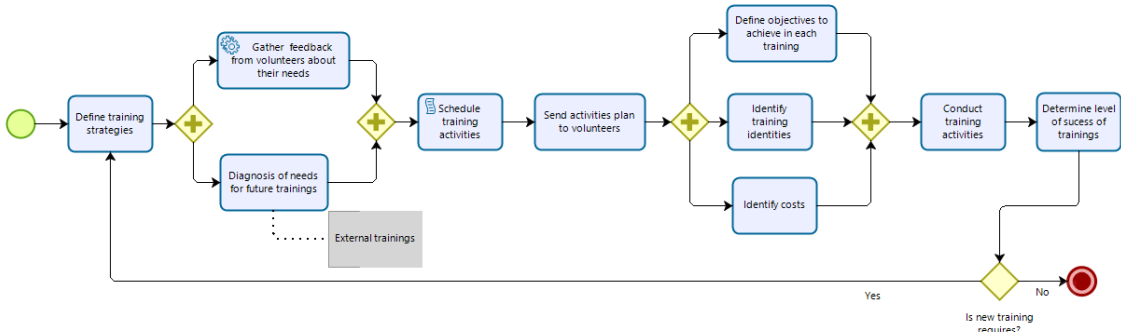 Define training
strategies
Gather feedback
from volunteers about
their needs
Diagnosis of needs
for future trainings
External trainings
Schedule
training
activities
Send activities plan
to volunteers
Define objectives to
achieve in each
training
Identify
training
identities
Identify costs
Conduct
training
activities
Determine level
of sucess of
trainings
Yes
No
Is new training
requires?